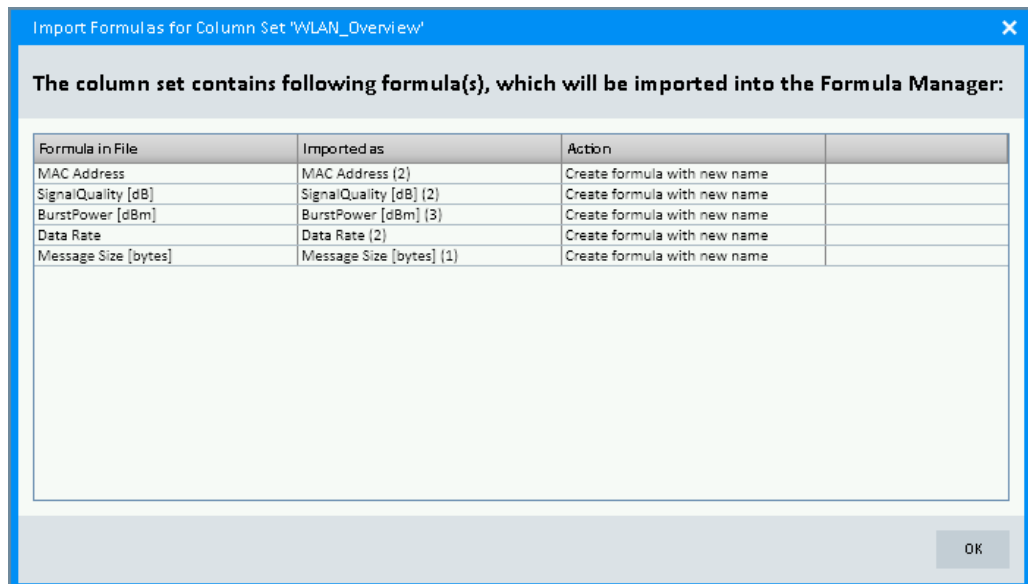 Import Formulas for Column Set 'WLAN_Overview'
The column set contains following formula(s), which will be imported into the Formula Manager:
Formula in File Imported as Action
MAC Address MAC Address (2) Create formula with new name
SignalQuality [dB] SignalQuality [dB] (2) Create formula with new name
BurstPower [dBm] BurstPower [dBm] (3) Create formula with new name
Data Rate Data Rate (2) Create formula with new name
Message Size [bytes] Message Size [bytes] (1) Create formula with new name
OK